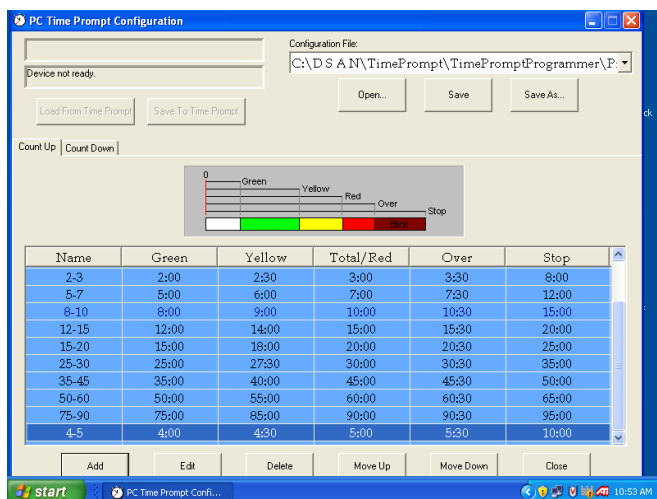 PC Time Prompt Configuration
Configuration File:
C:\D S A N\TimePrompt\TimePromptProgrammer\P
Device not ready.
Open... Save Save As...
Load From Time Prompt Save To Time Prompt
ck
Count Up Count Down
0
Green
Yellow
Red
Over
Stop
Name Green Yellow Total/Red Over Stop
2-3 2:00 2:30 3:00 3:30 8:00
5-7 5:00 6:00 7:00 7:30 12:00
8-10 8:00 9:00 10:00 10:30 15:00
12-15 12:00 14:00 15:00 15:30 20:00
15-20 15:00 18:00 20:00 20:30 25:00
25-30 25:00 27:30 30:00 30:30 35:00
35-45 35:00 40:00 45:00 45:30 50:00
50-60 50:00 55:00 60:00 60:30 65:00
75-90 75:00 85:00 90:00 90:30 95:00
4-5 4:00 4:30 5:00 5:30 10:00
Add Edit Delete Move Up Move Down Close
start PC Time Prompt Confi... ATI 10:53 AM